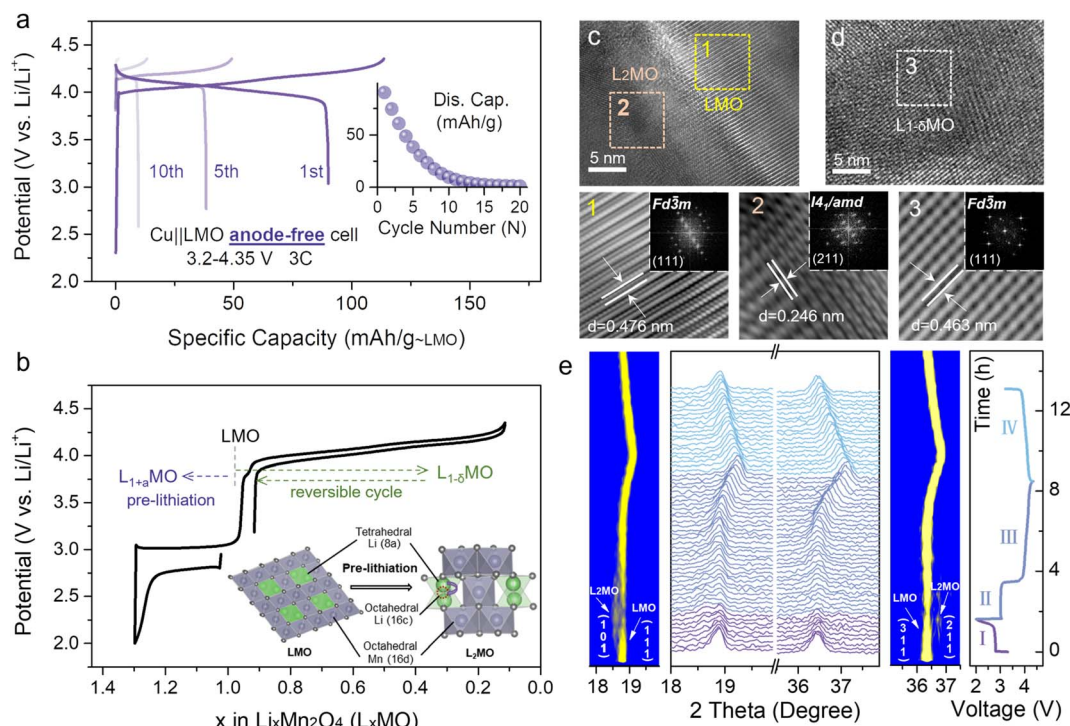 a
Potential (V vs. Li/Li⁺)
4.5
4.0
3.5
3.0
2.5
2.0
10th
5th
1st
Dis. Cap.
(mAh/g)
50
0
0 5 10 15 20
Cycle Number (N)
Cu||LMO anode-free cell
3.2-4.35 V 3C
0 50 100 150
Specific Capacity (mAh/g~LMO)
b
Potential (V vs. Li/Li⁺)
4.5
4.0
3.5
3.0
2.5
2.0
LMO
L1+aMO
pre-lithiation
L1-δMO
reversible cycle
Tetrahedral
Li (8a)
Pre-lithiation
Octahedral
Li (16c)
Octahedral
Mn (16d)
LMO
L₂MO
1.4 1.2 1.0 0.8 0.6 0.4 0.2 0.0
x in LiₓMn₂O₄ (LₓMO)
c
1
L2MO
2
LMO
5 nm
d
3
L1-δMO
5 nm
1
Fd3̄m
(111)
d=0.476 nm
2
I4₁/amd
(211)
d=0.246 nm
3
Fd3̄m
(111)
d=0.463 nm
e
L2MO
LMO
(101)
(111)
18 19
18 19 36 37
2 Theta (Degree)
LMO
L2MO
(311)
(211)
36 37
Time (h)
12
8
4
0
IV
III
II
I
2 3 4
Voltage (V)